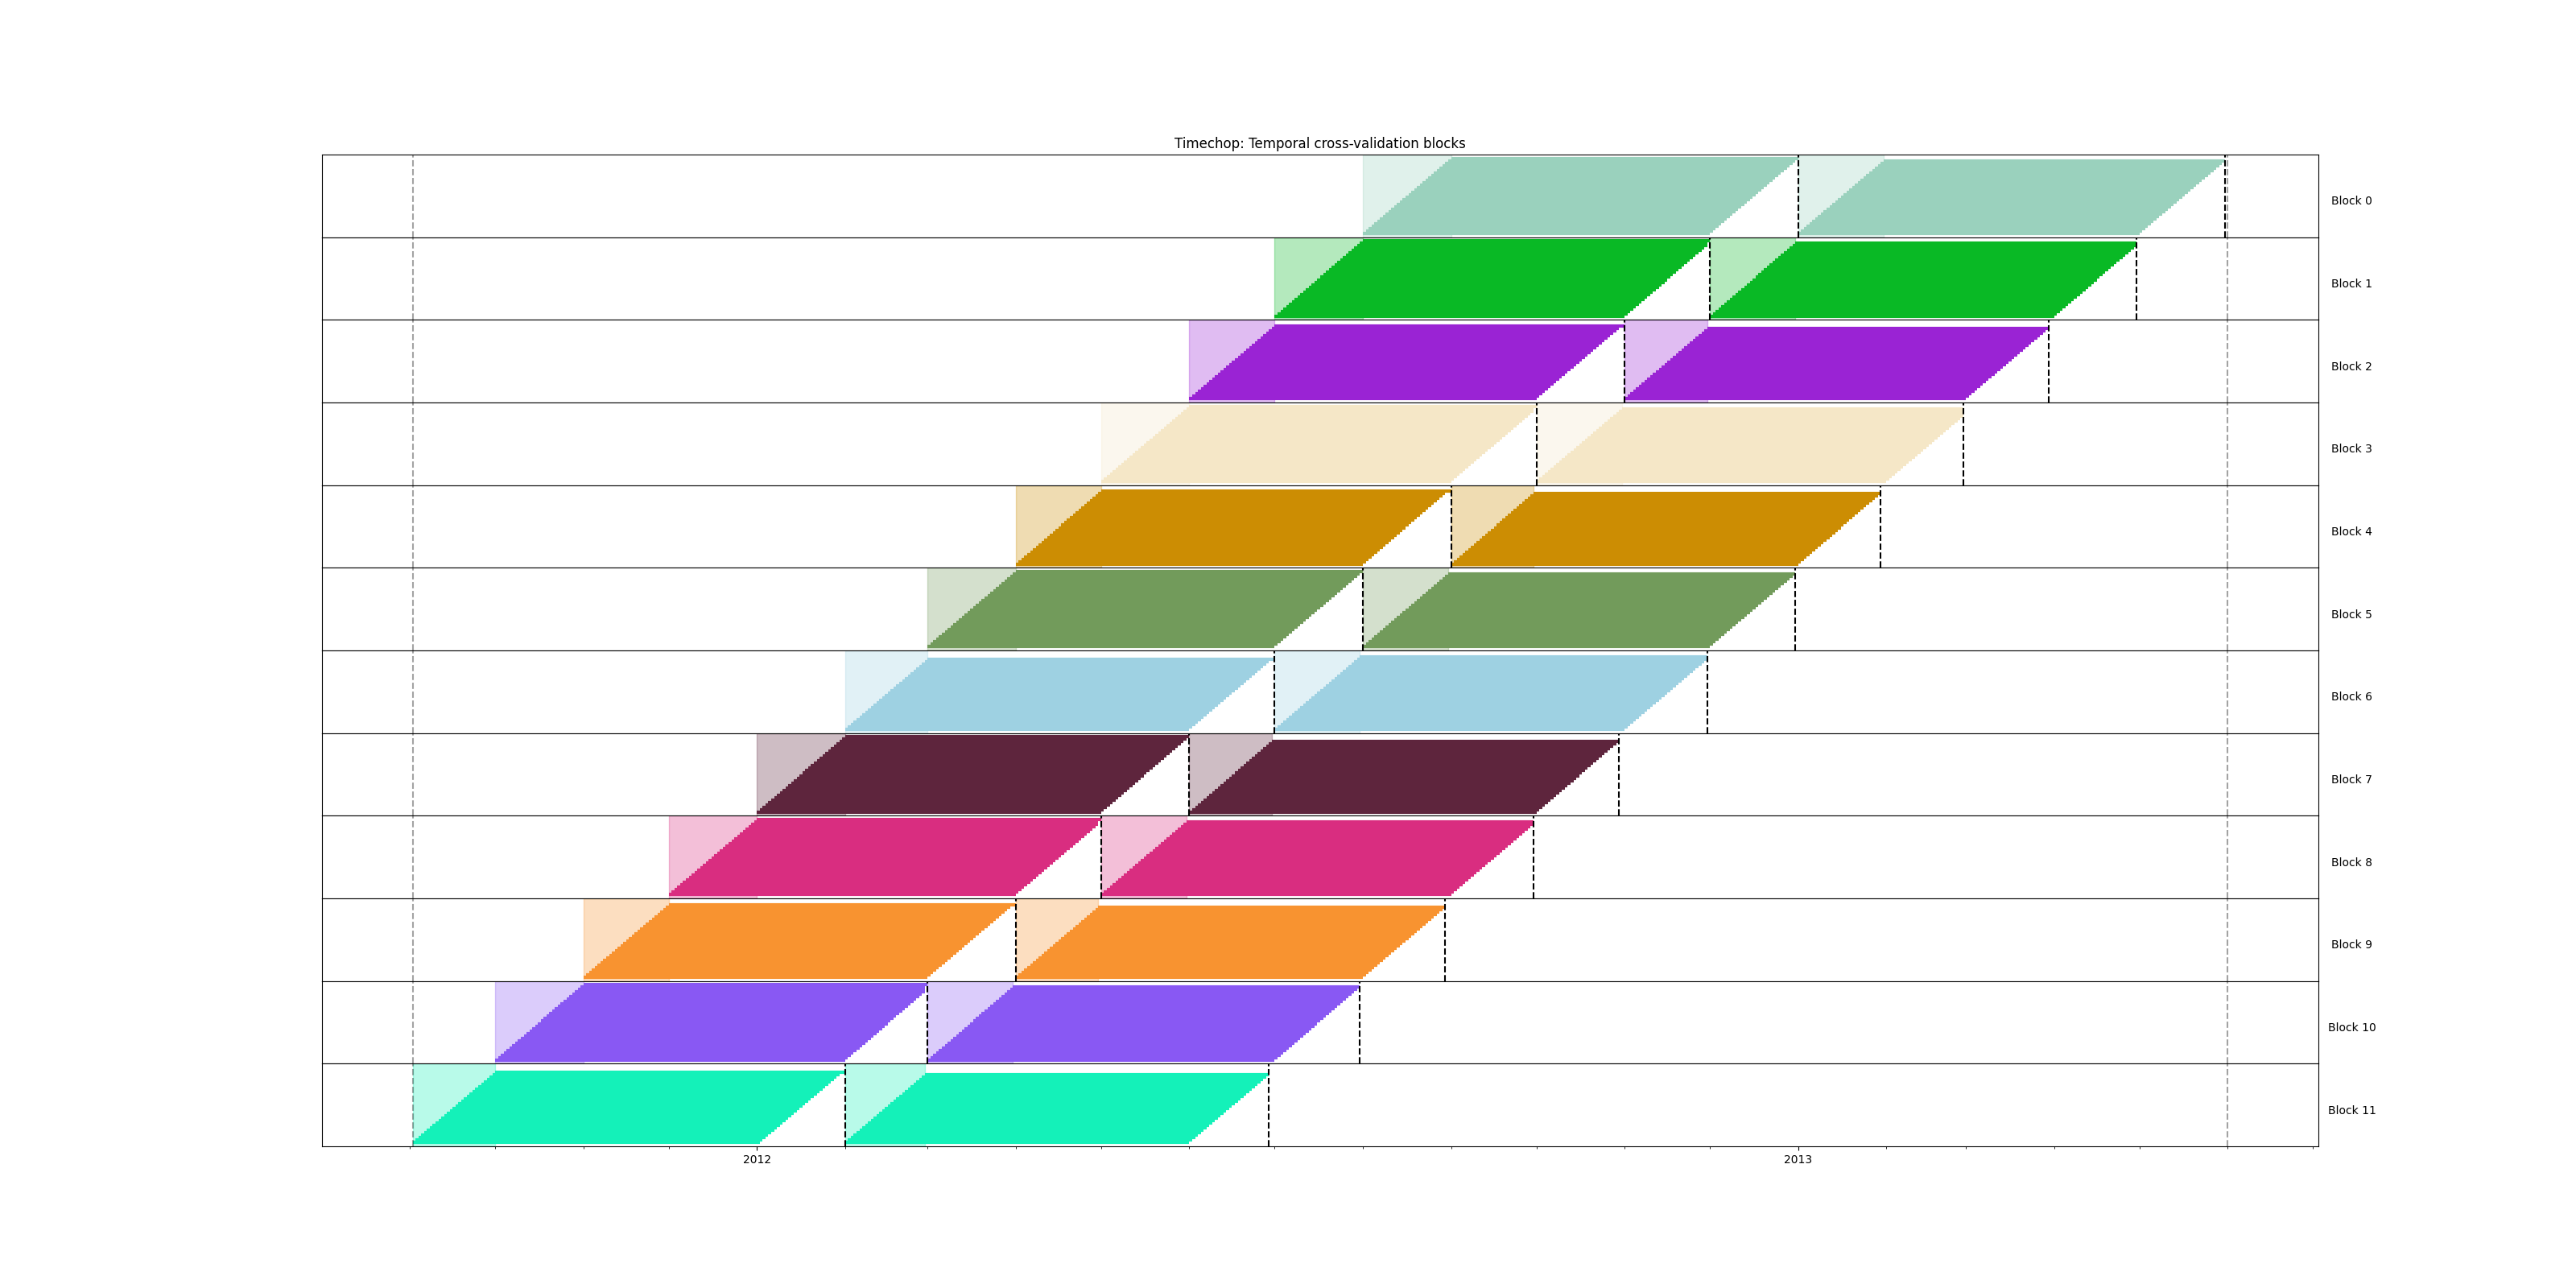 Timechop: Temporal cross-validation blocks
Block 0
Block 1
Block 2
Block 3
Block 4
Block 5
Block 6
Block 7
Block 8
Block 9
Block 10
Block 11
2012 2013